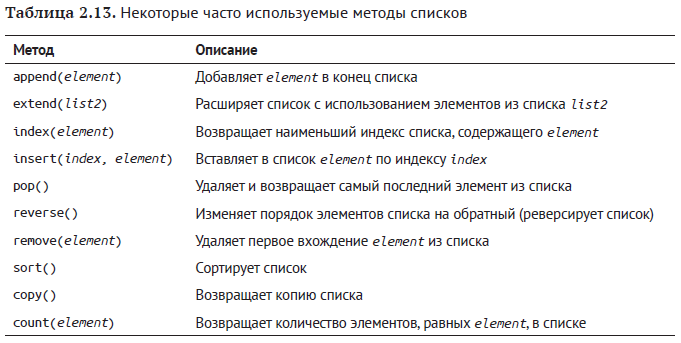 Таблица 2.13. Некоторые часто используемые методы списков
Метод Описание
append(element) Добавляет element в конец списка
extend(list2) Расширяет список с использованием элементов из списка list2
index(element) Возвращает наименьший индекс списка, содержащего element
insert(index, element) Вставляет в список element по индексу index
pop() Удаляет и возвращает самый последний элемент из списка
reverse() Изменяет порядок элементов списка на обратный (реверсирует список)
remove(element) Удаляет первое вхождение element из списка
sort() Сортирует список
copy() Возвращает копию списка
count(element) Возвращает количество элементов, равных element, в списке